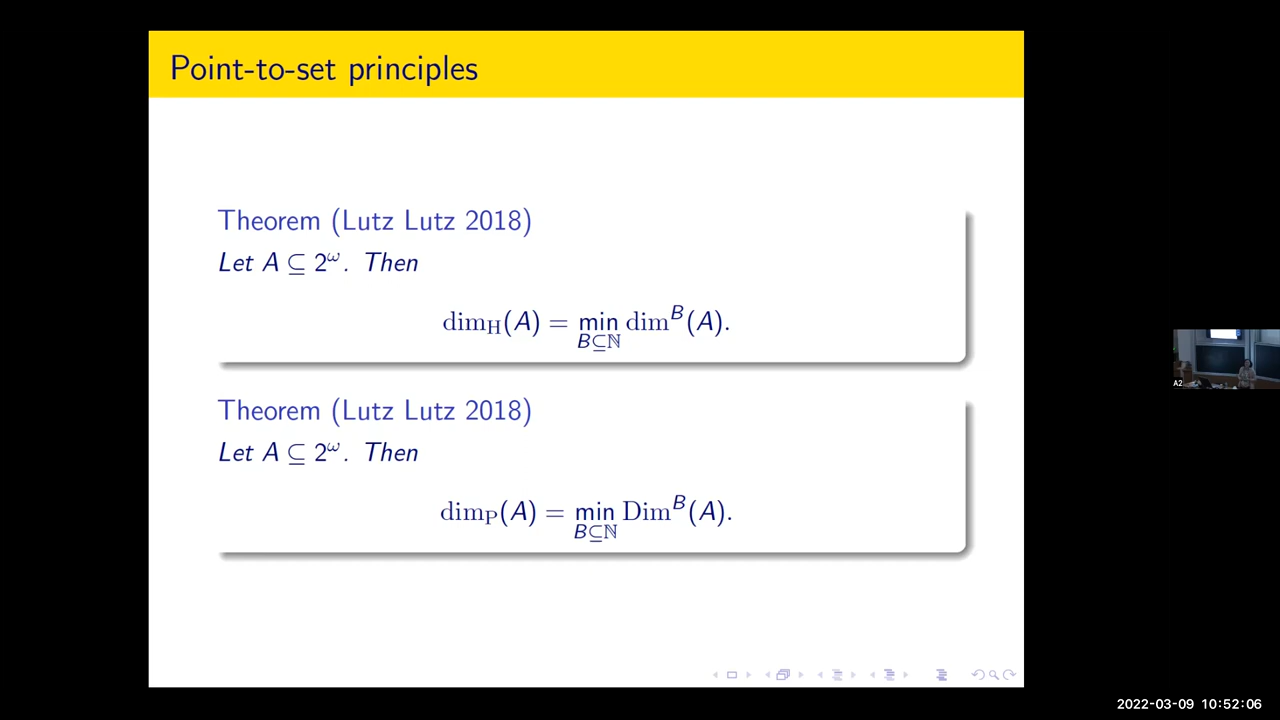 Point-to-set principles
Theorem (Lutz Lutz 2018)
Let A ⊆ 2^ω. Then
dim_H(A) = min_{B⊆ℕ} dim^B(A).
Theorem (Lutz Lutz 2018)
Let A ⊆ 2^ω. Then
dim_P(A) = min_{B⊆ℕ} Dim^B(A).
A2
2022-03-09 10:52:06